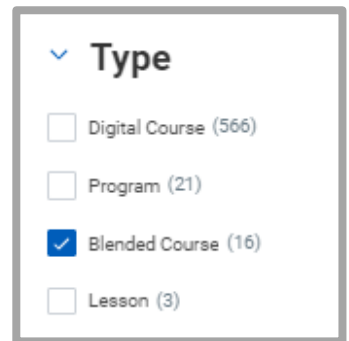 Type
Digital Course (566)
Program (21)
Blended Course (16)
Lesson (3)